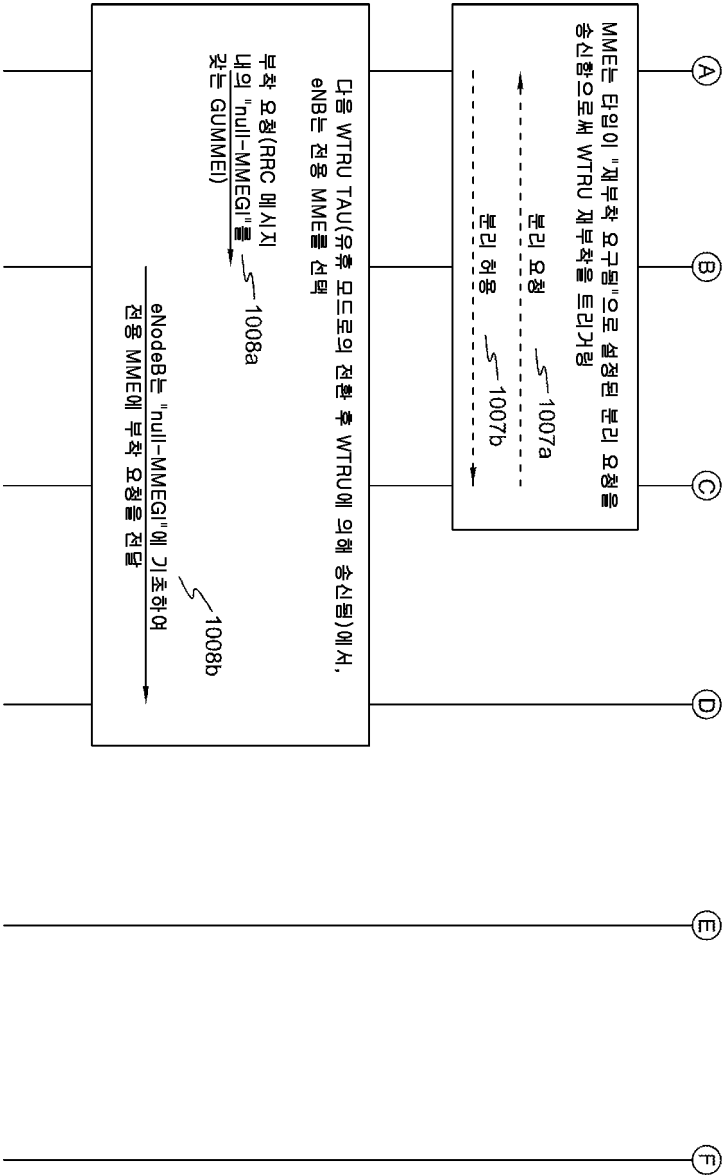 A
B
C
D
E
F
MME는 타입이 "재부착 요구됨"으로 설정된 분리 요청을
송신함으로써 WTRU 재부착을 트리거링
분리 요청
1007a
분리 허용
1007b
다음 WTRU TAU(유휴 모드로의 전환 후 WTRU에 의해 송신됨)에서,
eNB는 전용 MME를 선택
부착 요청(RRC 메시지
내의 "null-MMEGI"를
갖는 GUMMEI)
1008a
1008b
eNodeB는 "null-MMEGI"에 기초하여
전용 MME에 부착 요청을 전달